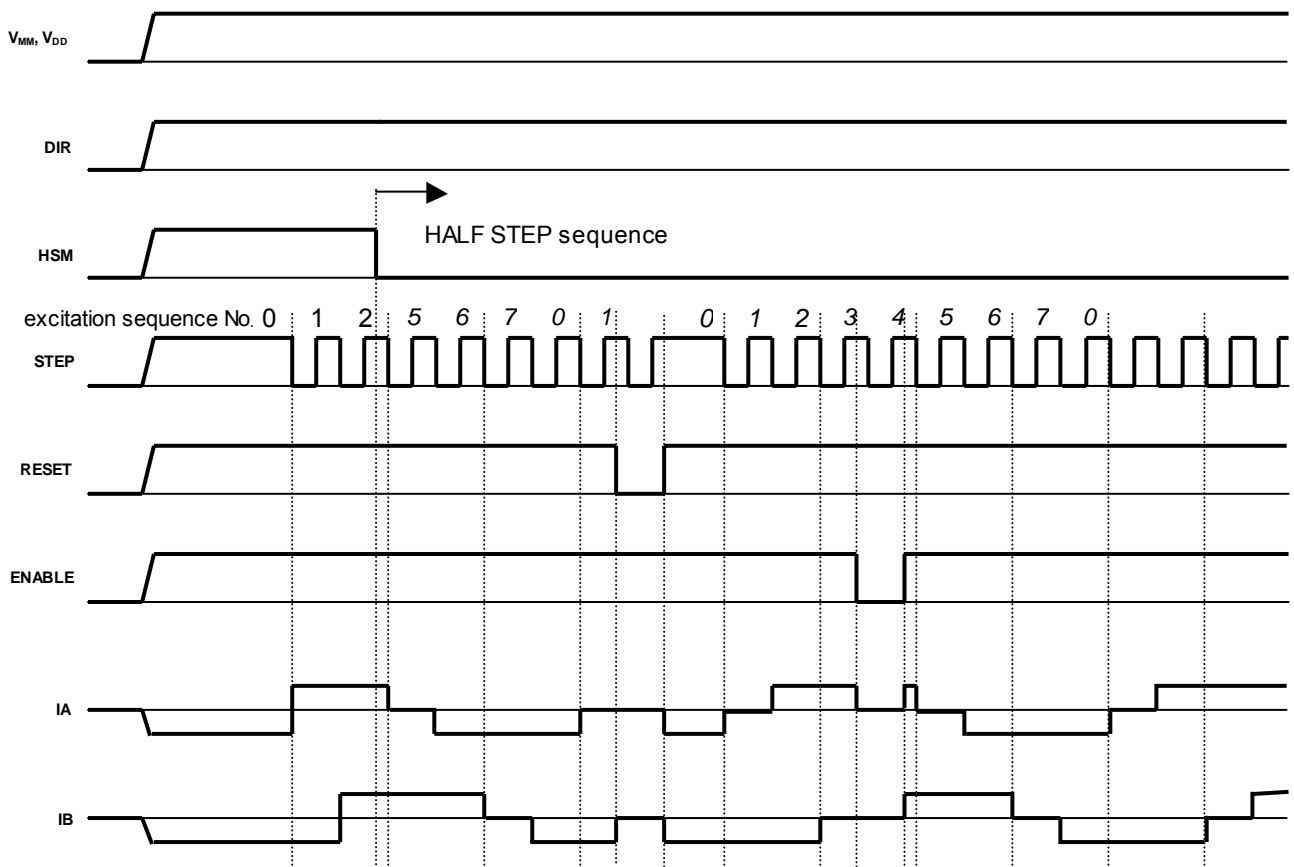 VMM, VDD
DIR
HSM
HALF STEP sequence
excitation sequence No. 0 1 2 5 6 7 0 1 0 1 2 3 4 5 6 7 0
STEP
RESET
ENABLE
IA
IB